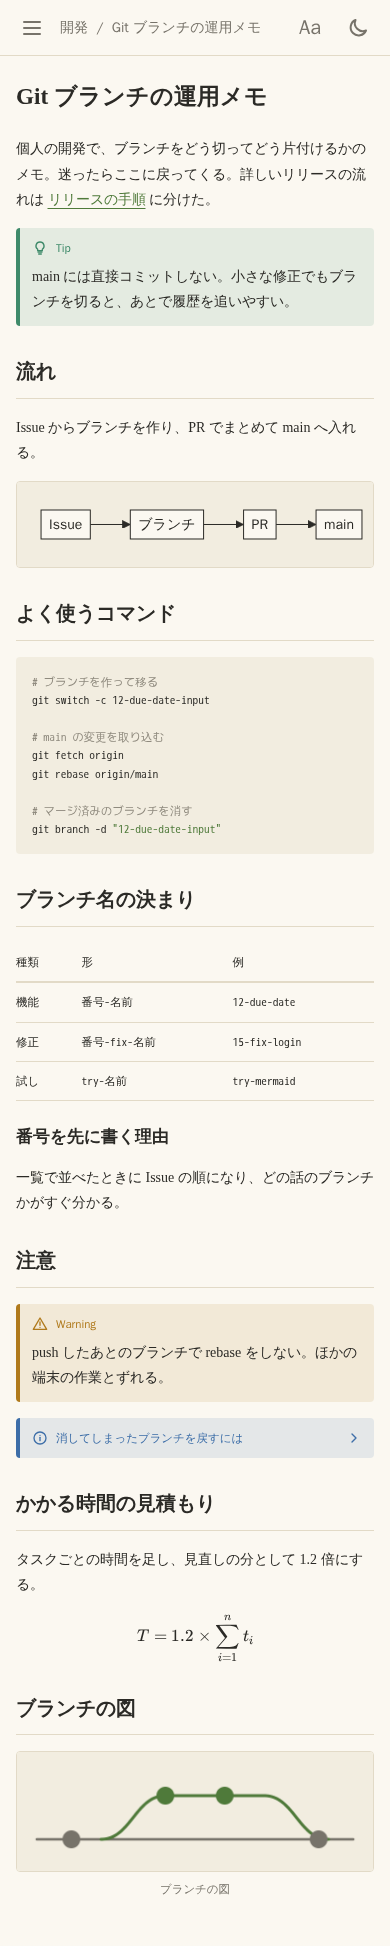 開発 / Git ブランチの運用メモ Aa
Git ブランチの運用メモ
個人の開発で、ブランチをどう切ってどう片付けるかの
メモ。迷ったらここに戻ってくる。詳しいリリースの流
れは リリースの手順 に分けた。
Tip
main には直接コミットしない。小さな修正でもブラ
ンチを切ると、あとで履歴を追いやすい。
流れ
Issue からブランチを作り、PR でまとめて main へ入れ
る。
Issue ブランチ PR main
よく使うコマンド
# ブランチを作って移る
git switch -c 12-due-date-input
# main の変更を取り込む
git fetch origin
git rebase origin/main
# マージ済みのブランチを消す
git branch -d "12-due-date-input"
ブランチ名の決まり
種類 形 例
機能 番号-名前 12-due-date
修正 番号-fix-名前 15-fix-login
試し try-名前 try-mermaid
番号を先に書く理由
一覧で並べたときに Issue の順になり、どの話のブランチ
かがすぐ分かる。
注意
Warning
push したあとのブランチで rebase をしない。ほかの
端末の作業とずれる。
消してしまったブランチを戻すには
かかる時間の見積もり
タスクごとの時間を足し、見直しの分として 1.2 倍にす
る。
T = 1.2 × ∑_{i=1}^{n} t_i
ブランチの図
ブランチの図